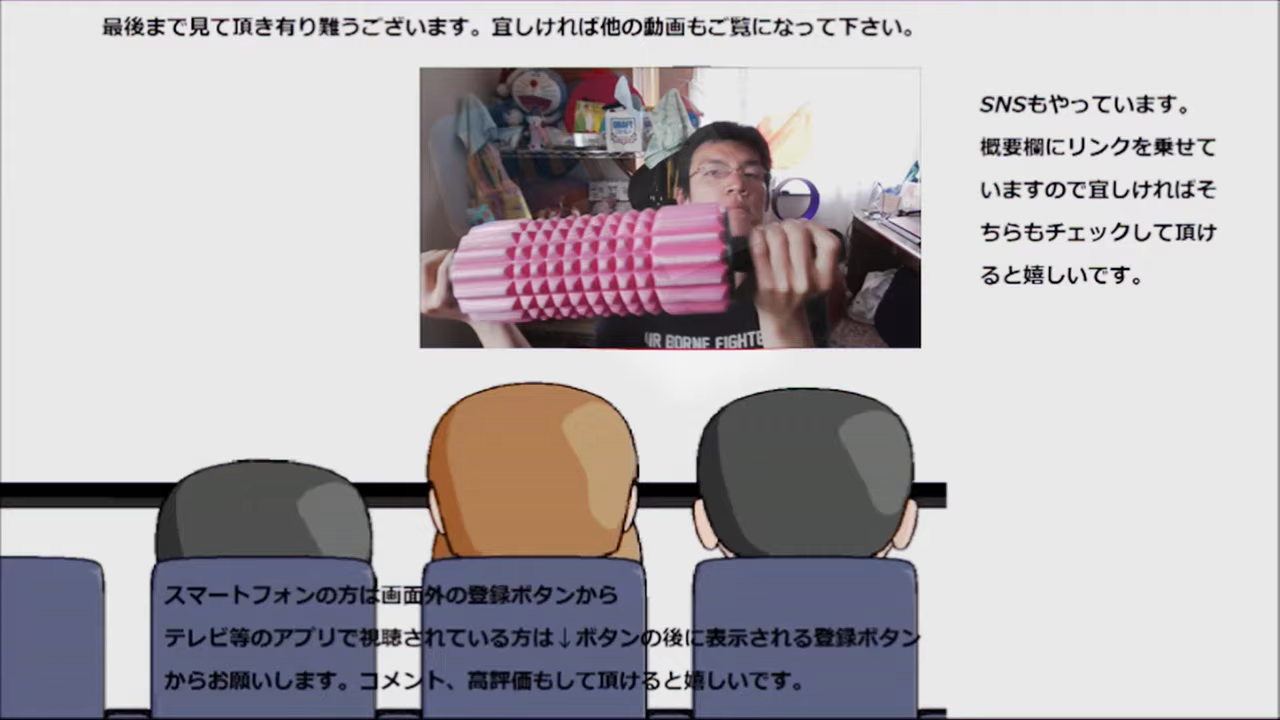 最後まで見て頂き有り難うございます。宜しければ他の動画もご覧になって下さい。
SNSもやっています。
概要欄にリンクを乗せて
いますので宜しければそ
ちらもチェックして頂け
ると嬉しいです。
スマートフォンの方は画面外の登録ボタンから
テレビ等のアプリで視聴されている方は↓ボタンの後に表示される登録ボタン
からお願いします。コメント、高評価もして頂けると嬉しいです。